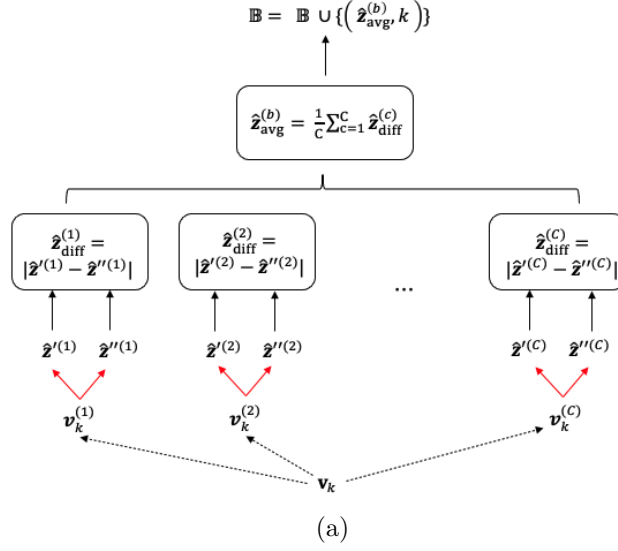 𝔹 = 𝔹 ∪ {( ẑ_avg^(b), k )}
ẑ_avg^(b) = 1/C ∑_{c=1}^{C} ẑ_diff^(c)
ẑ_diff^(1) =
|ẑ′^(1) − ẑ″^(1)|
ẑ_diff^(2) =
|ẑ′^(2) − ẑ″^(2)|
...
ẑ_diff^(C) =
|ẑ′^(C) − ẑ″^(C)|
ẑ′^(1) ẑ″^(1) ẑ′^(2) ẑ″^(2) ẑ′^(C) ẑ″^(C)
v_k^(1) v_k^(2) v_k^(C)
v_k
(a)